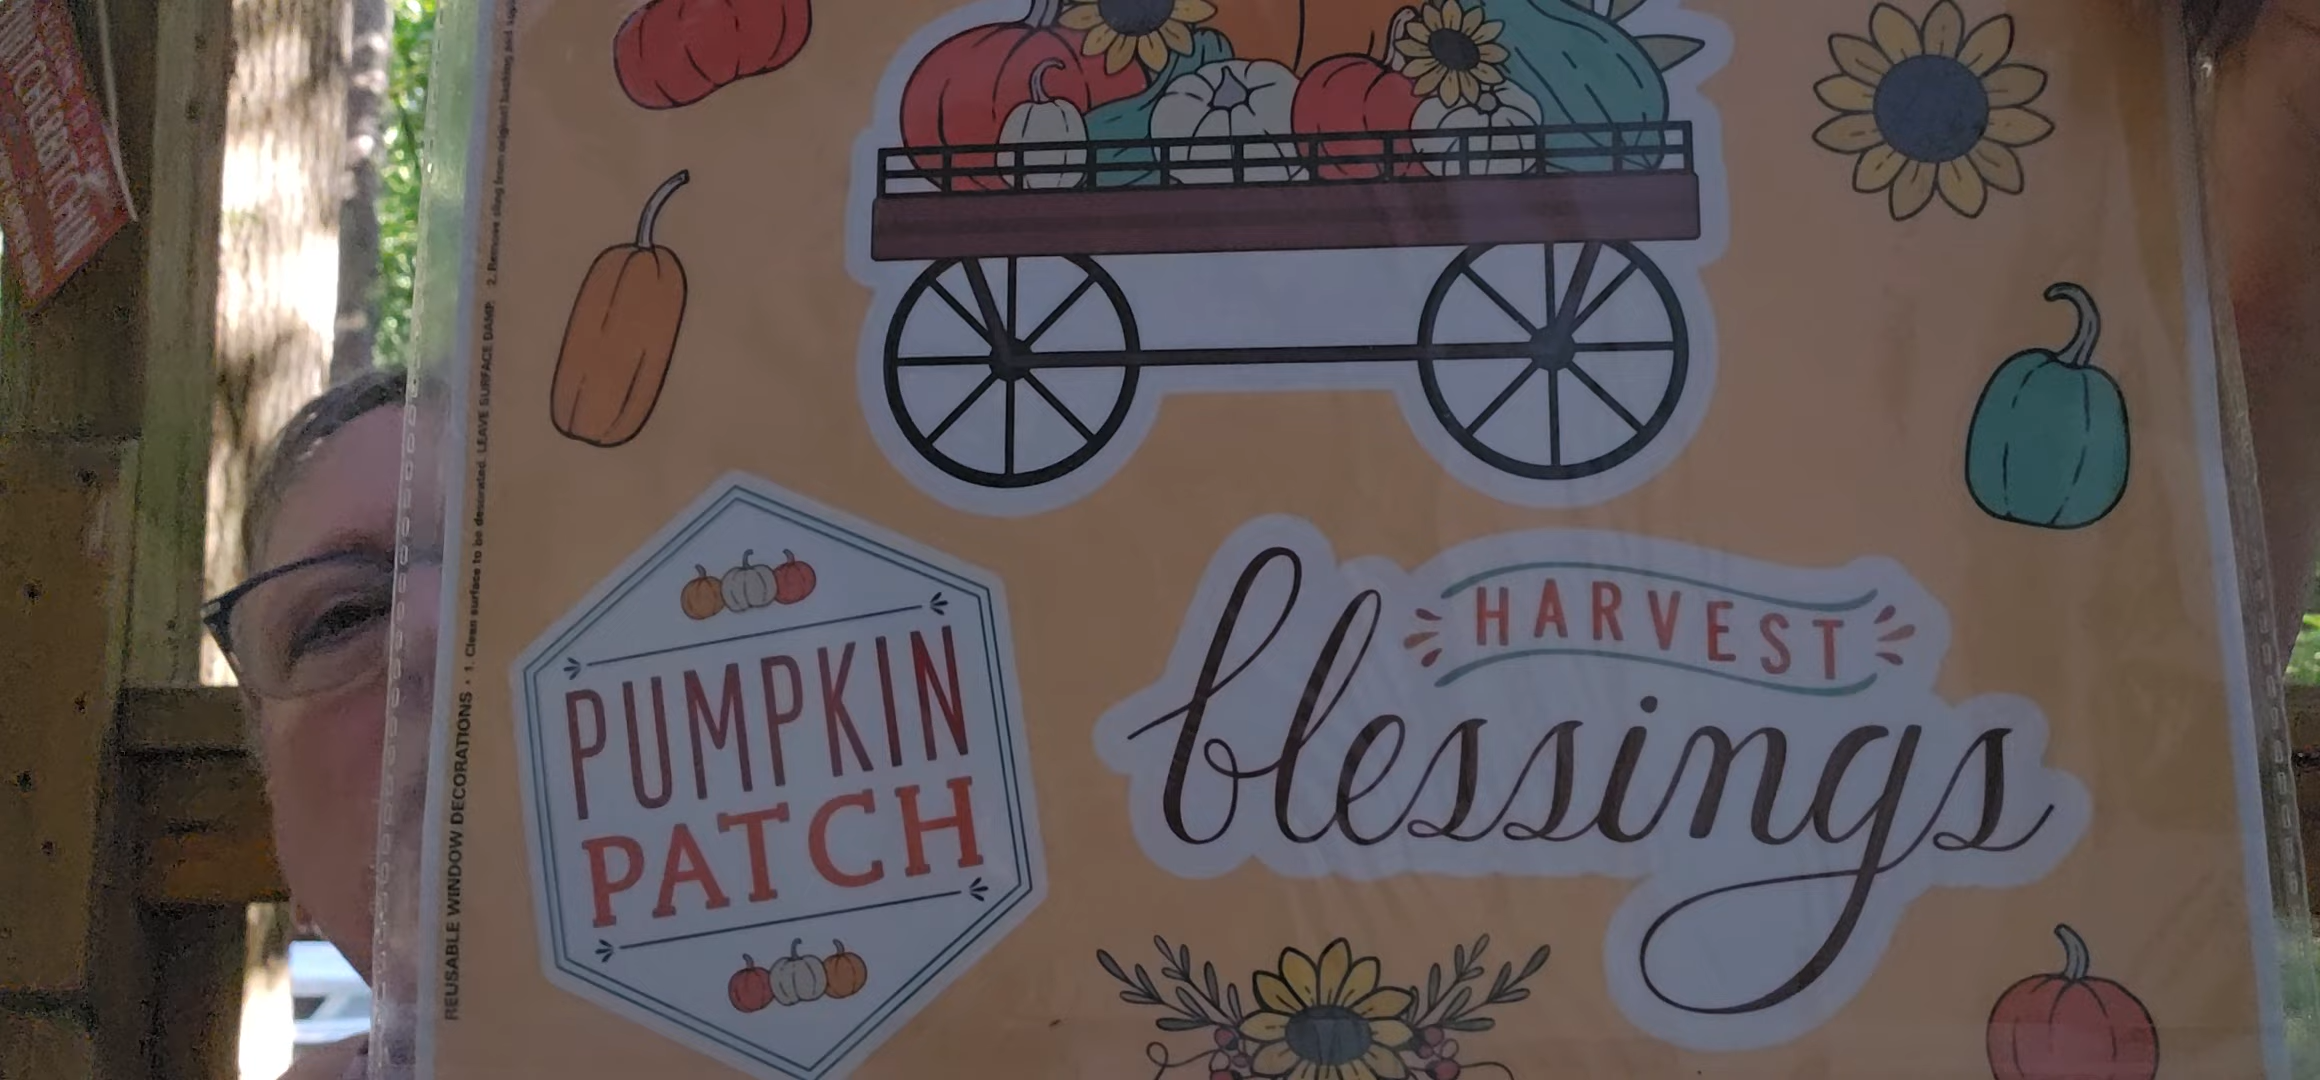 BUTCHERBITCHIN
REUSABLE WINDOW DECORATIONS • 1. Clean surface to be decorated. LEAVE SURFACE DAMP. 2. Remove cling from original backing and
PUMPKIN
PATCH
HARVEST
blessings